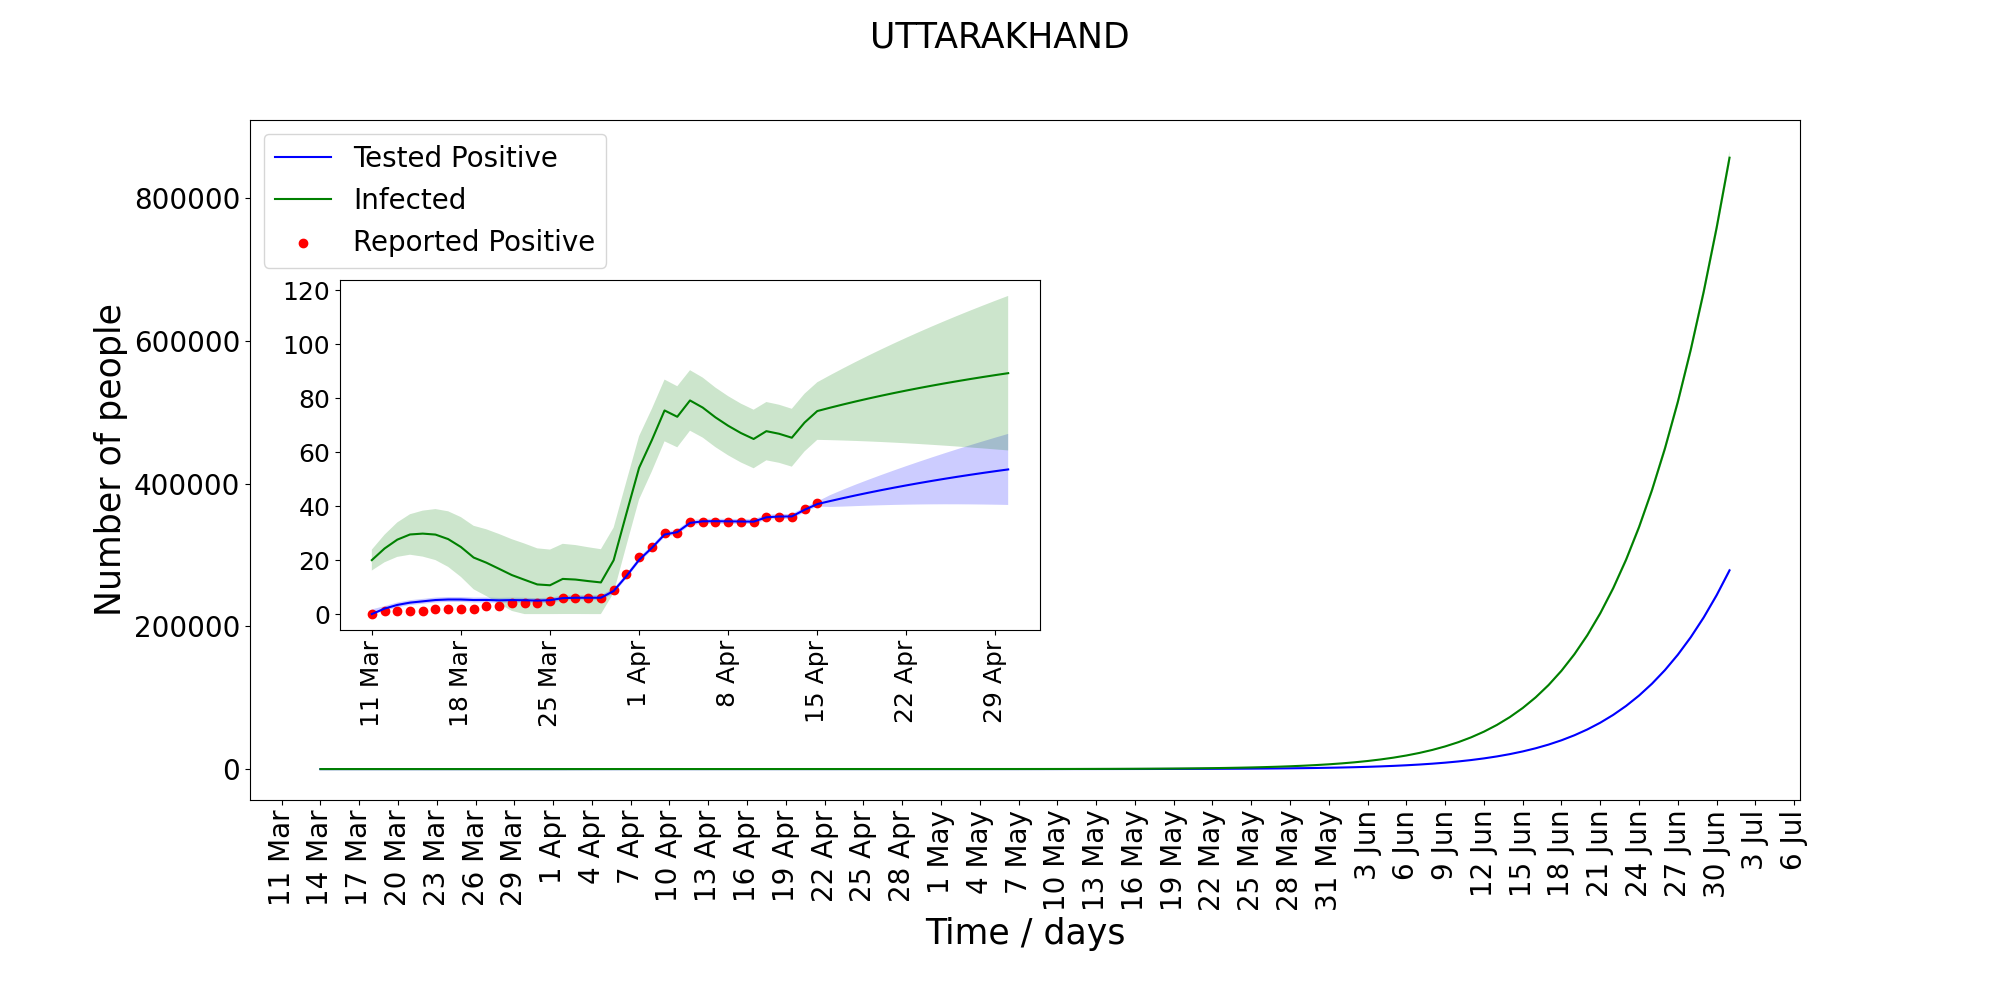 UTTARAKHAND
Tested Positive
Infected
Reported Positive
Number of people
800000
600000
400000
200000
0
120
100
80
60
40
20
0
11 Mar
18 Mar
25 Mar
1 Apr
8 Apr
15 Apr
22 Apr
29 Apr
11 Mar
14 Mar
17 Mar
20 Mar
23 Mar
26 Mar
29 Mar
1 Apr
4 Apr
7 Apr
10 Apr
13 Apr
16 Apr
19 Apr
22 Apr
25 Apr
28 Apr
1 May
4 May
7 May
10 May
13 May
16 May
19 May
22 May
25 May
28 May
31 May
3 Jun
6 Jun
9 Jun
12 Jun
15 Jun
18 Jun
21 Jun
24 Jun
27 Jun
30 Jun
3 Jul
6 Jul
Time / days